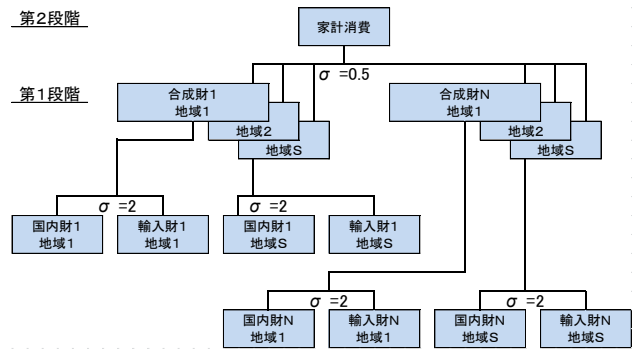 第2段階
家計消費
σ =0.5
第1段階
合成財1
地域1
地域2
地域S
合成財N
地域1
地域2
地域S
σ =2
国内財1
地域1
輸入財1
地域1
σ =2
国内財1
地域S
輸入財1
地域S
σ =2
国内財N
地域1
輸入財N
地域1
σ =2
国内財N
地域S
輸入財N
地域S